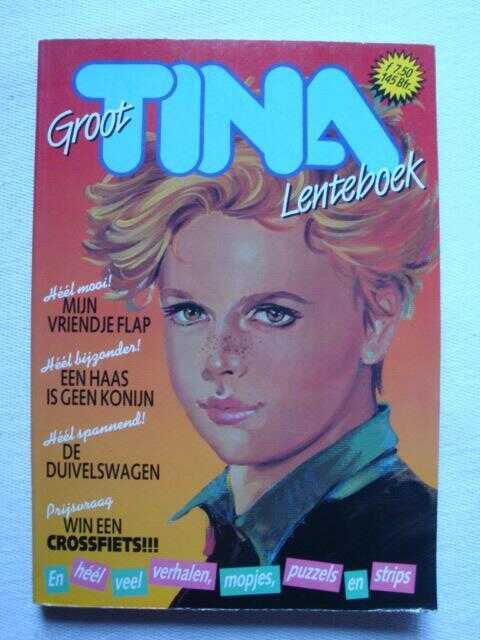 f 7.50
145 Bfr.
Groot
TINA
Lenteboek
Héél mooi!
MIJN
VRIENDJE FLAP
Héél bijzonder!
EEN HAAS
IS GEEN KONIJN
Héél spannend!
DE
DUIVELSWAGEN
Prijsvraag
WIN EEN
CROSSFIETS!!!
En héél veel verhalen, mopjes, puzzels en strips